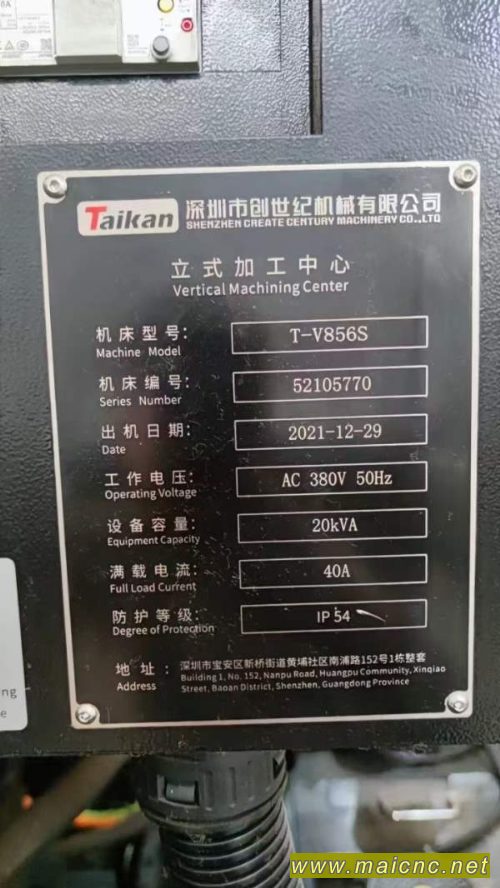 Taikan 深圳市创世纪机械有限公司
SHENZHEN CREATE CENTURY MACHINERY CO.,LTD
立式加工中心
Vertical Machining Center
机床型号: T-V856S
Machine Model
机床编号: 52105770
Series Number
出机日期: 2021-12-29
Date
工作电压: AC 380V 50Hz
Operating Voltage
设备容量: 20kVA
Equipment Capacity
满载电流: 40A
Full Load Current
防护等级: IP 54
Degree of Protection
地址: 深圳市宝安区新桥街道黄埔社区南浦路152号1栋整套
Address Building 1, No. 152, Nanpu Road, Huangpu Community, Xinqiao
Street, Baoan District, Shenzhen, Guangdong Province
www.maicnc.net